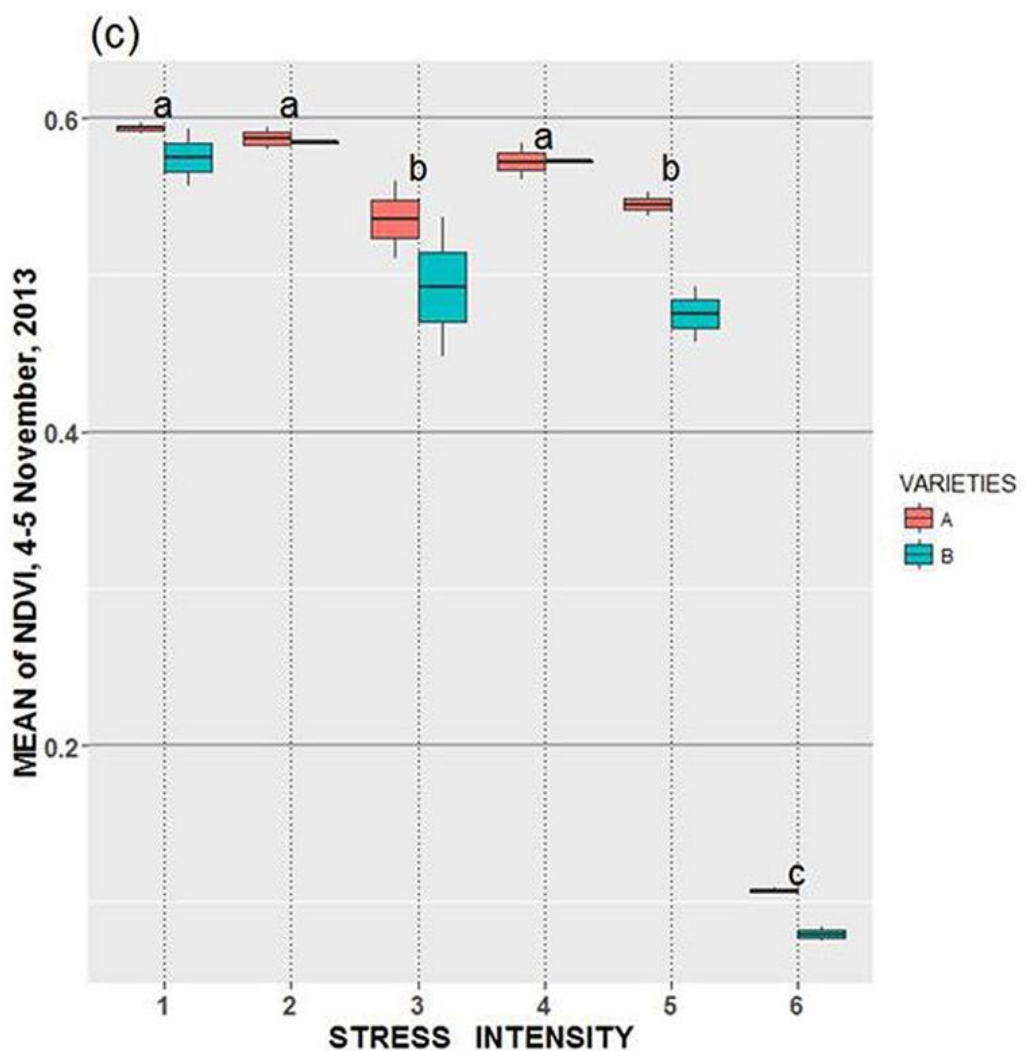 (c)
a
a
0.6
a
b
b
MEAN of NDVI, 4-5 November, 2013
0.4
VARIETIES
A
B
0.2
c
1 2 3 4 5 6
STRESS INTENSITY